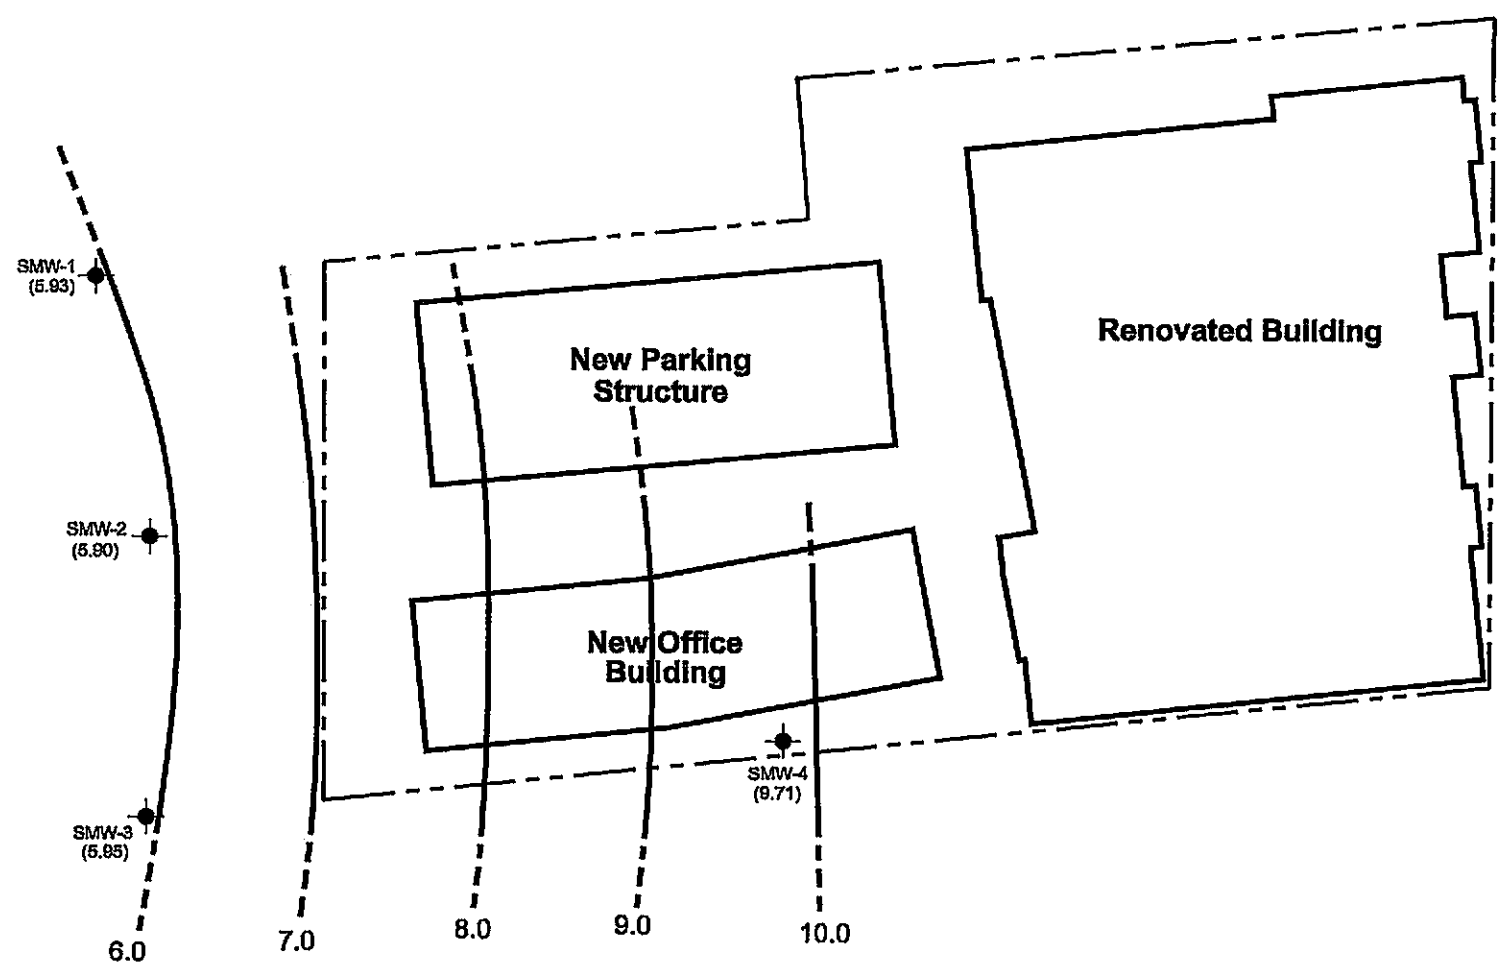 SMW-1
(5.93)
Renovated Building
New Parking
Structure
SMW-2
(5.90)
New Office
Building
SMW-4
(9.71)
SMW-3
(5.95)
6.0
7.0
8.0
9.0
10.0